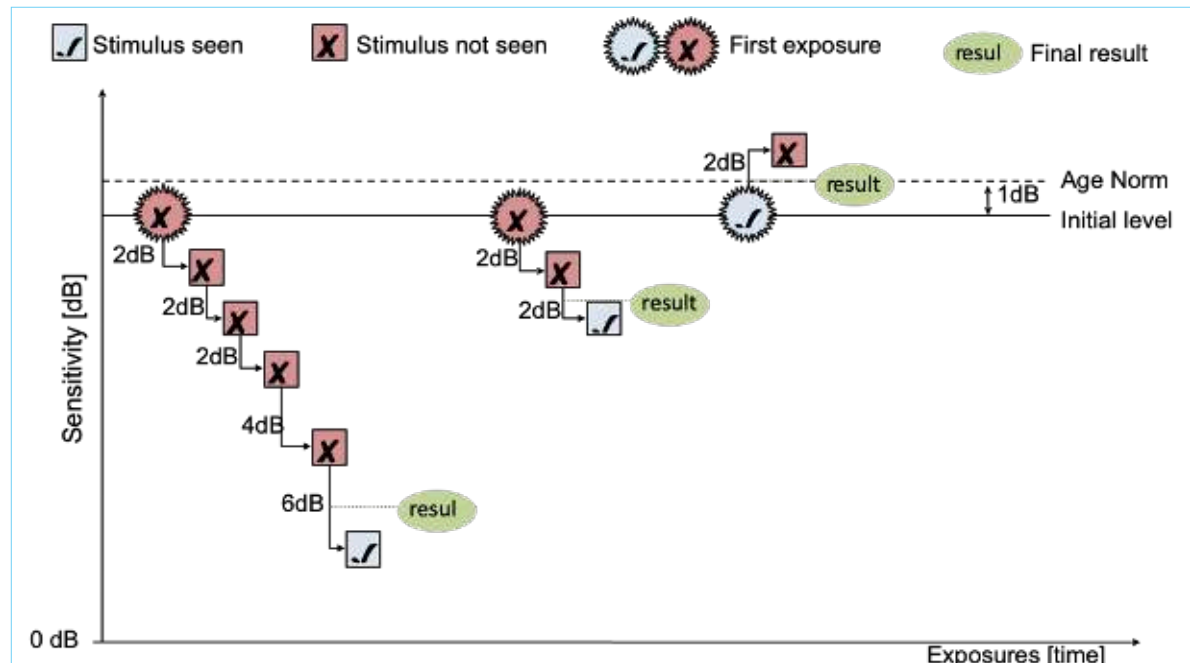 Stimulus seen
Stimulus not seen
First exposure
resul
Final result
2dB
result
Age Norm
1dB
Initial level
2dB
2dB
2dB
result
2dB
2dB
4dB
6dB
resul
Sensitivity [dB]
0 dB
Exposures [time]